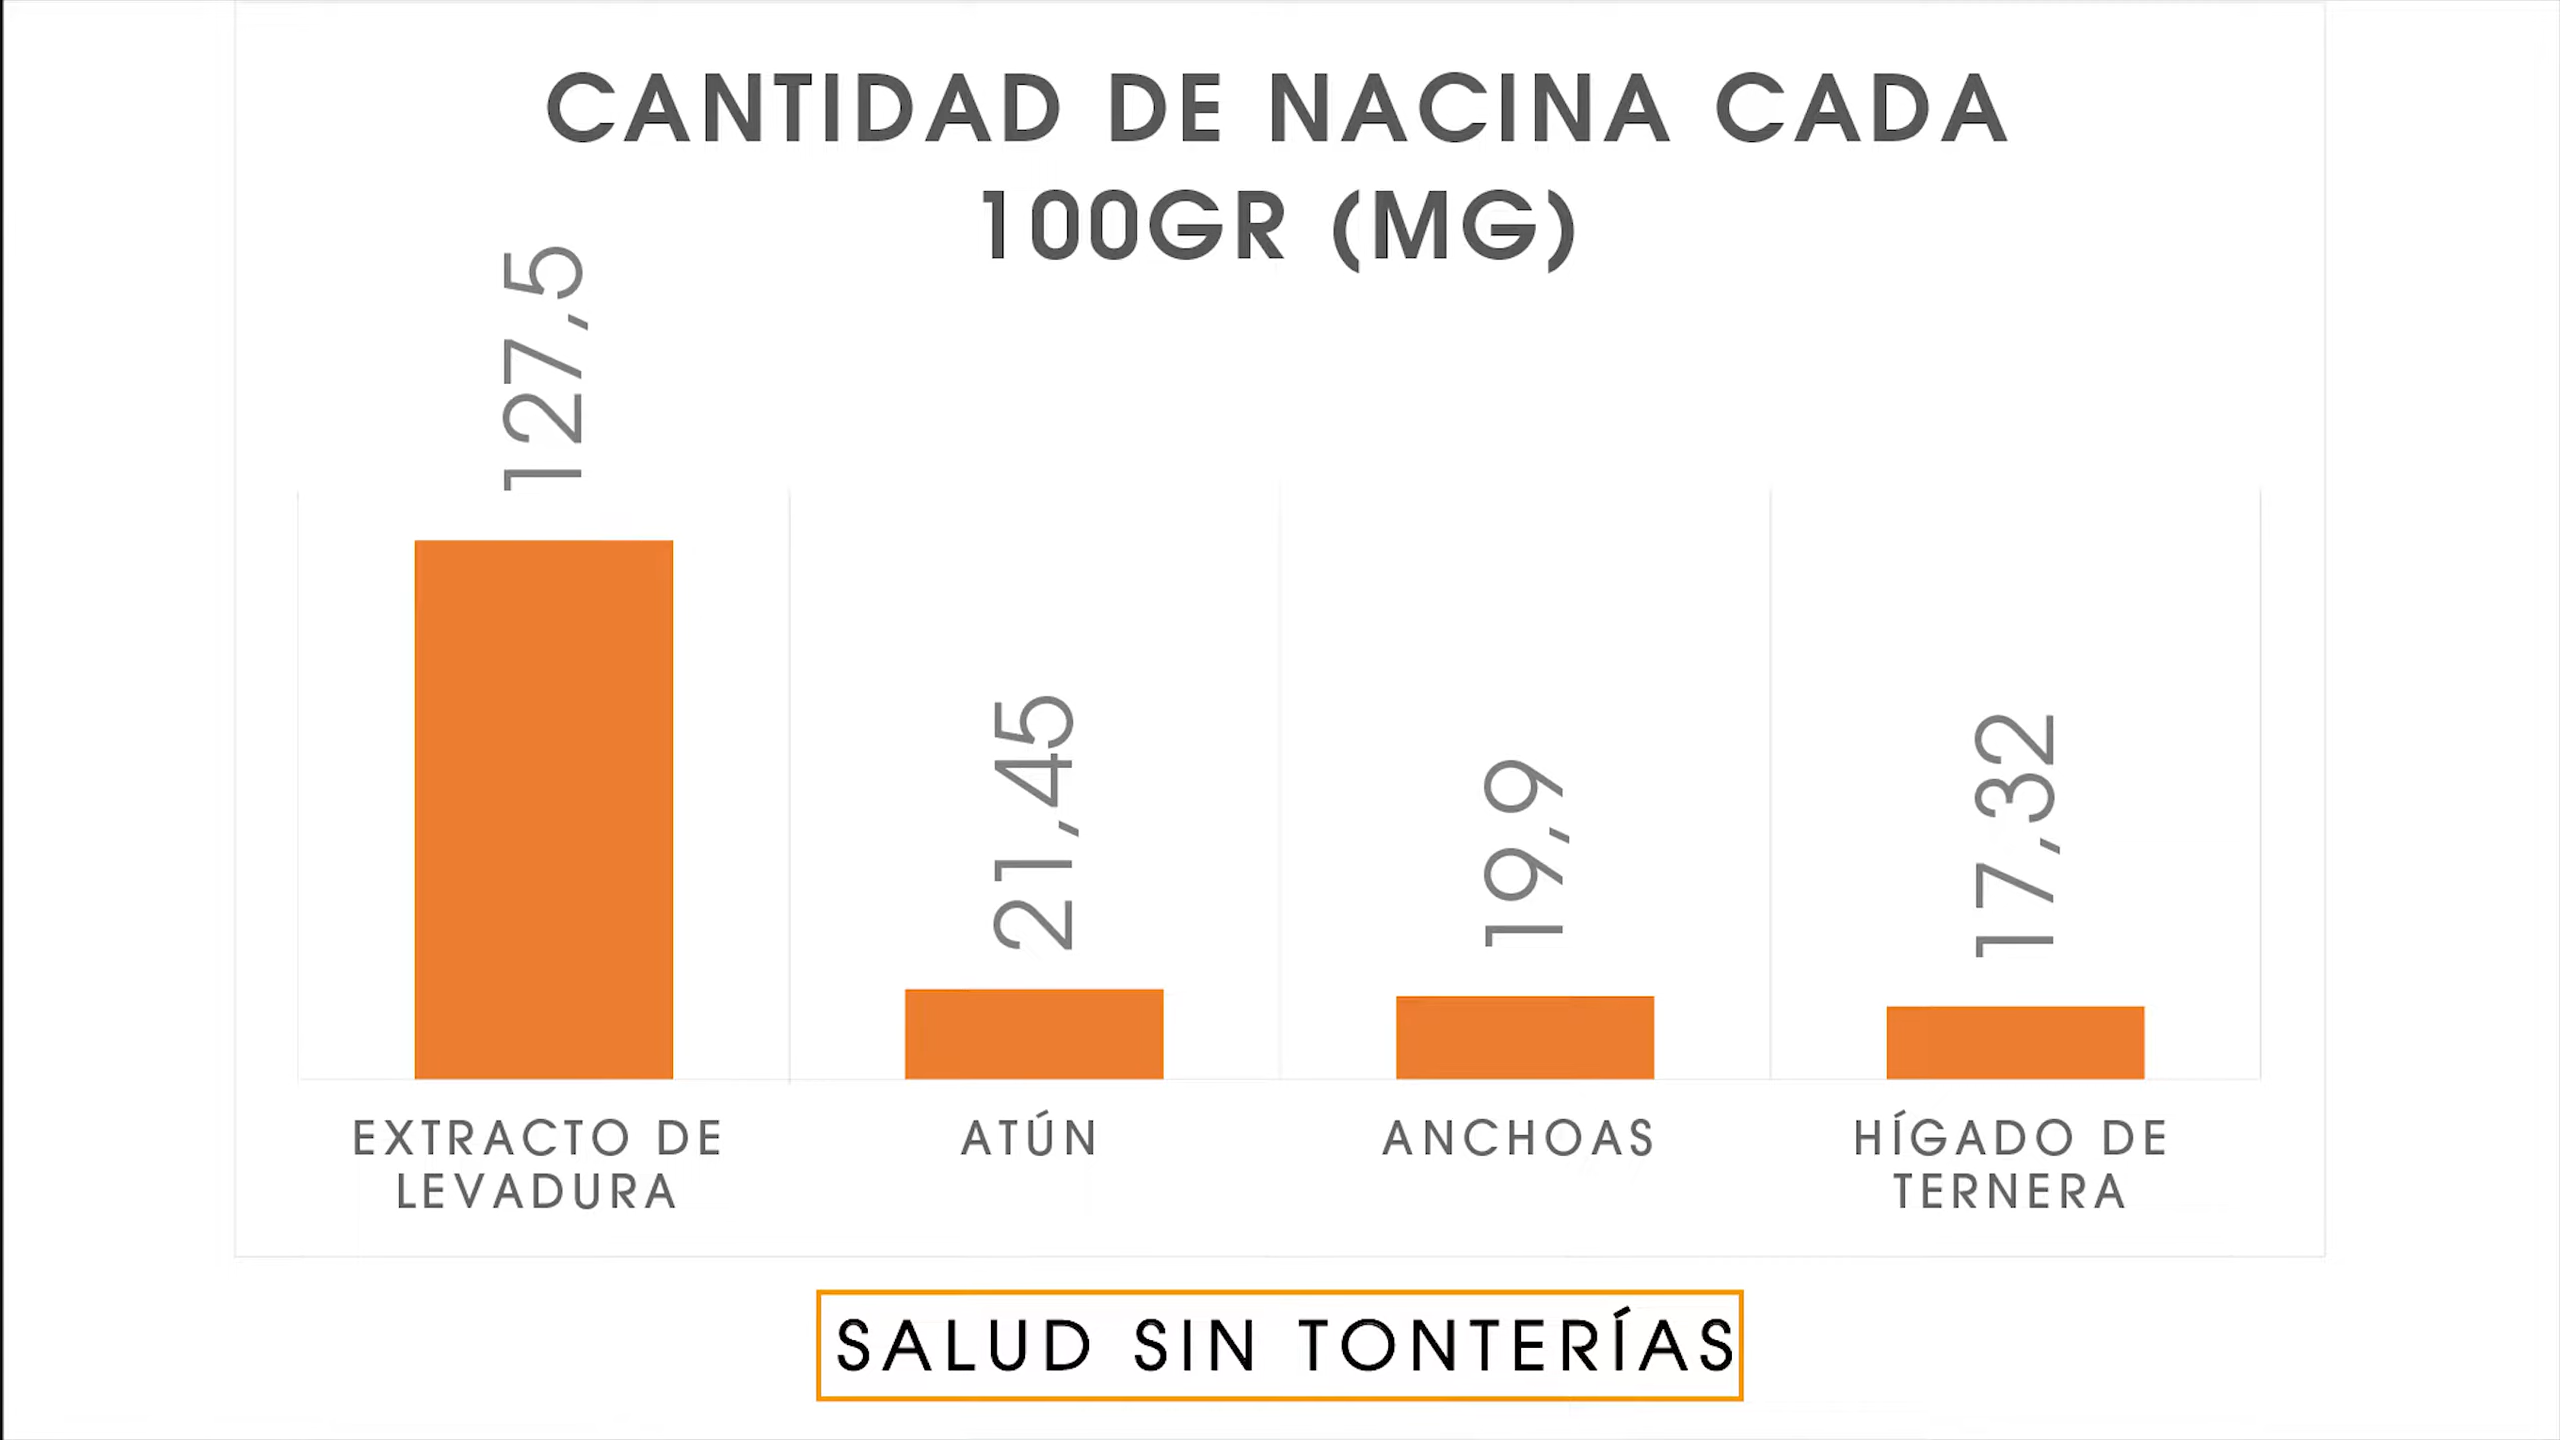 CANTIDAD DE NACINA CADA
100GR (MG)
127,5
21,45
19,9
17,32
EXTRACTO DE
LEVADURA
ATÚN
ANCHOAS
HÍGADO DE
TERNERA
SALUD SIN TONTERÍAS